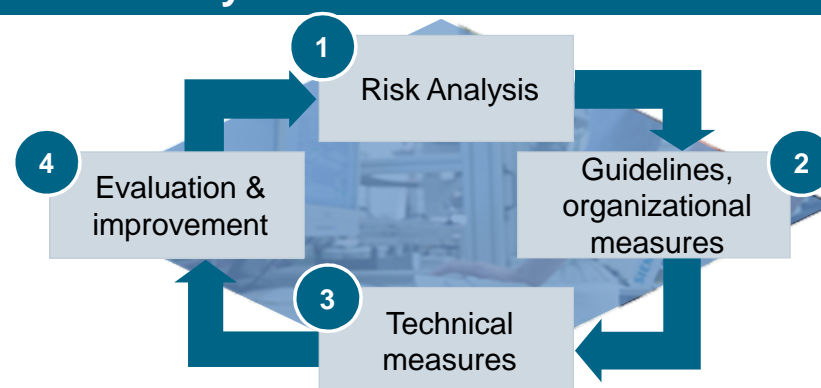 1
Risk Analysis
2
Guidelines,
organizational
measures
3
Technical
measures
4
Evaluation &
improvement